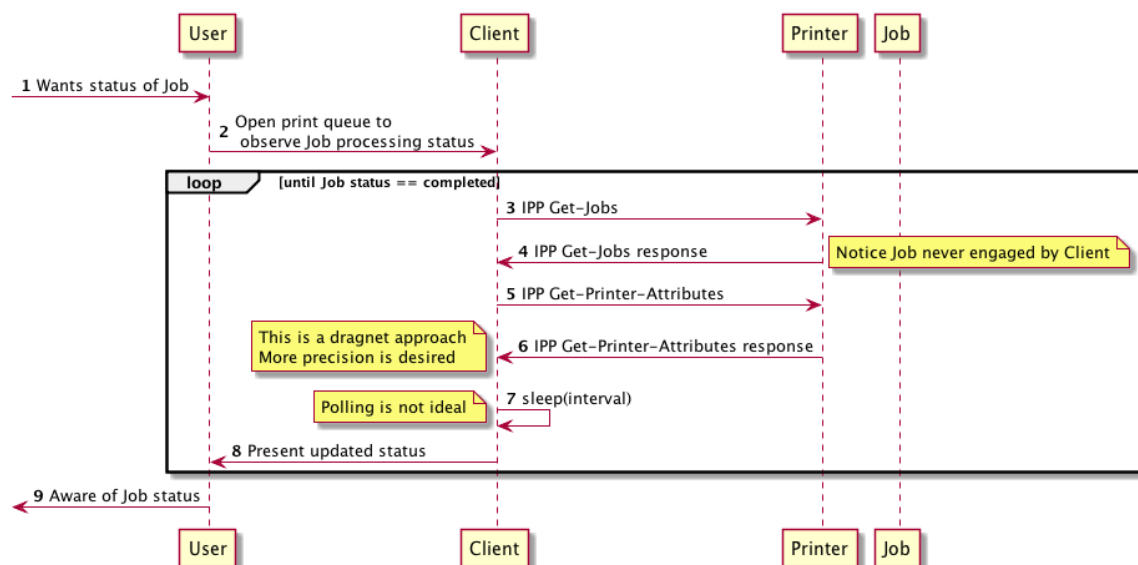 User
Client
Printer
Job
1 Wants status of Job
2 Open print queue to
observe Job processing status
loop
[until Job status == completed]
3 IPP Get-Jobs
4 IPP Get-Jobs response
Notice Job never engaged by Client
5 IPP Get-Printer-Attributes
This is a dragnet approach
More precision is desired
6 IPP Get-Printer-Attributes response
Polling is not ideal
7 sleep(interval)
8 Present updated status
9 Aware of Job status
User
Client
Printer
Job